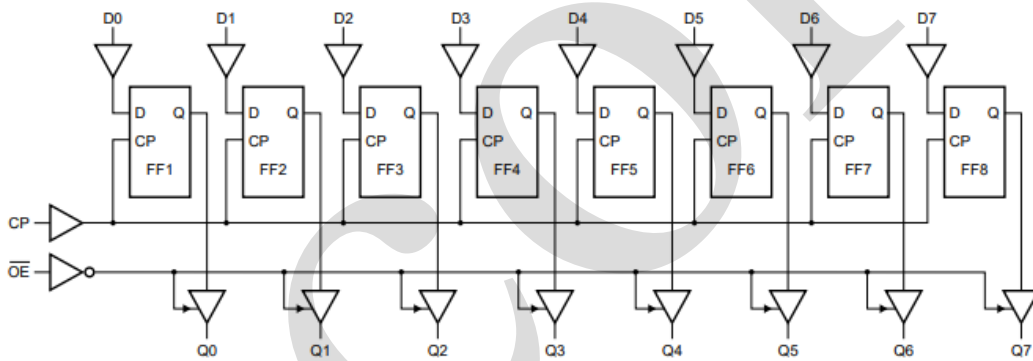 D0 D1 D2 D3 D4 D5 D6 D7
D Q D Q D Q D Q D Q D Q D Q D Q
CP CP CP CP CP CP CP CP
FF1 FF2 FF3 FF4 FF5 FF6 FF7 FF8
CP
O̅E̅
Q0 Q1 Q2 Q3 Q4 Q5 Q6 Q7